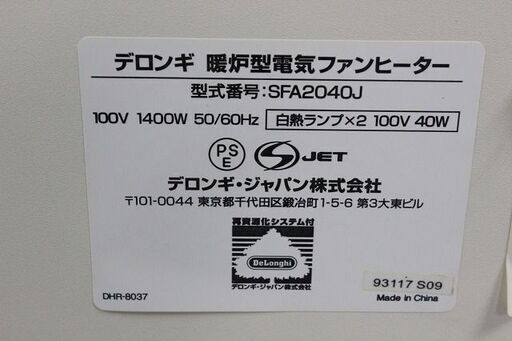 デロンギ 暖炉型電気ファンヒーター
型式番号:SFA2040J
100V 1400W 50/60Hz 白熱ランプ×2 100V 40W
PS
E
JET
デロンギ・ジャパン株式会社
〒101-0044 東京都千代田区鍛冶町1-5-6 第3大東ビル
再資源化システム付
DeLonghi
デロンギ・ジャパン株式会社
DHR-8037
93117 S09
Made in China